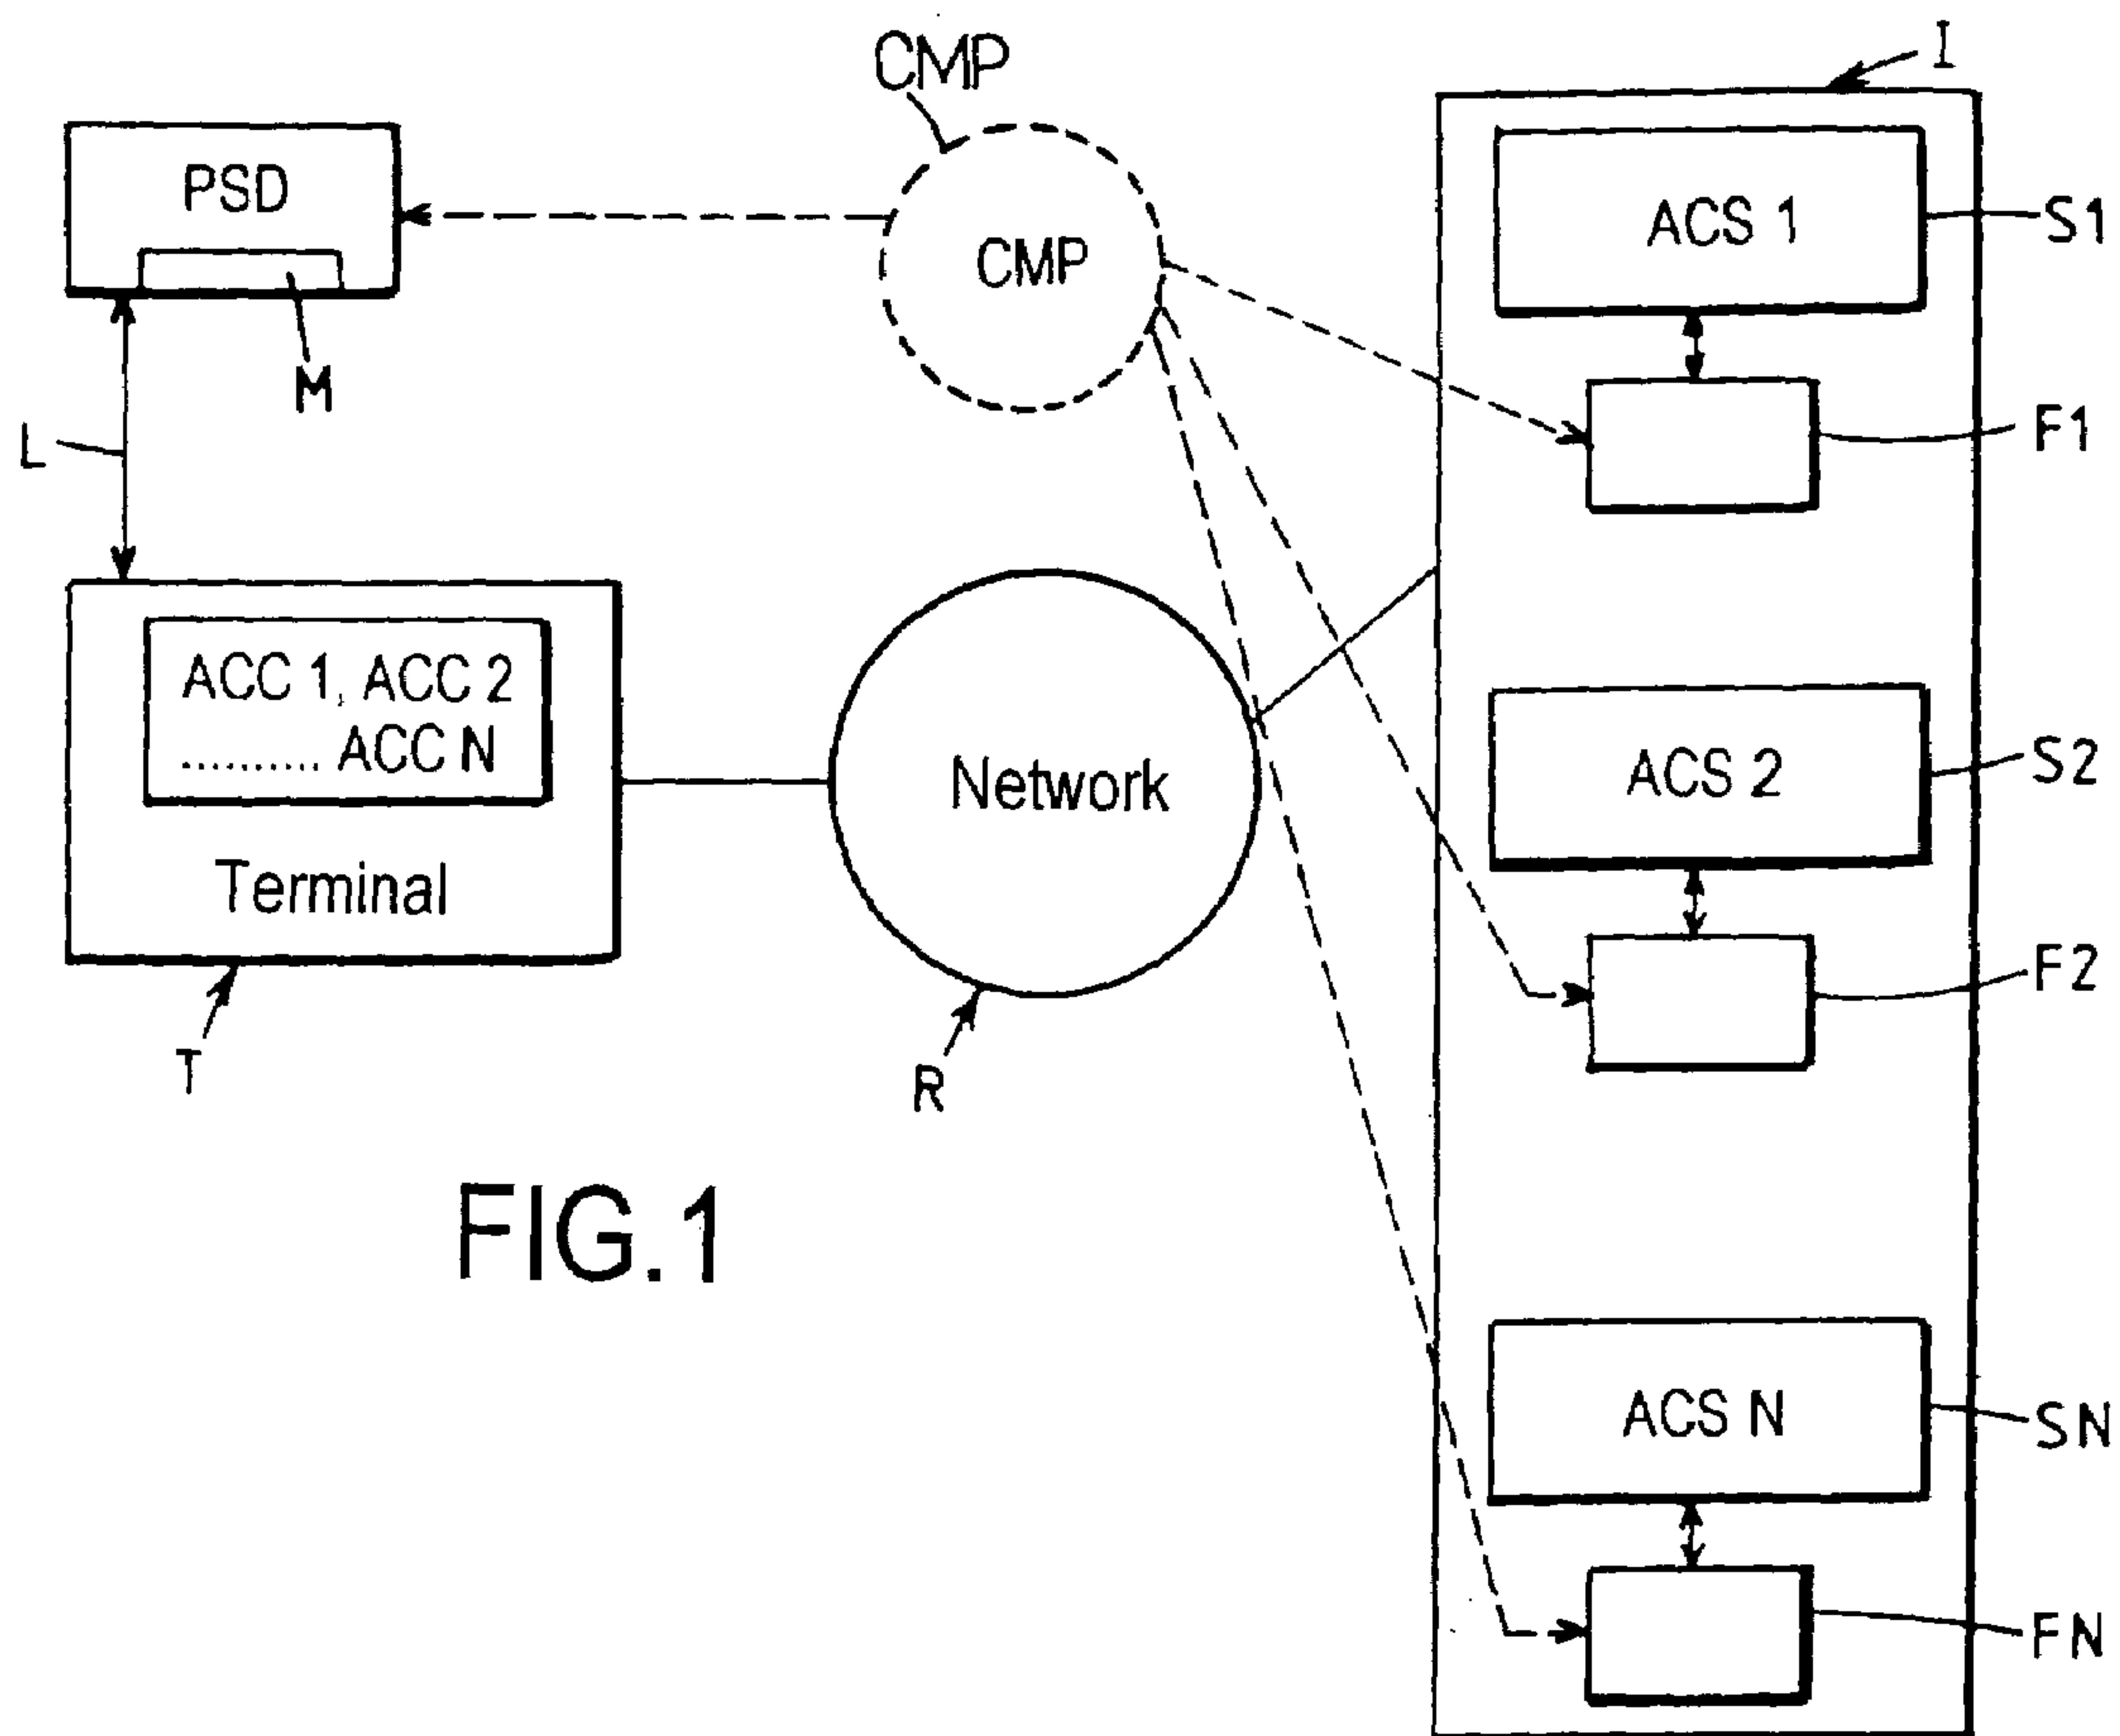 CMP
I
PSD
CMP
ACS 1
S1
M
L
F1
ACC 1, ACC 2
......... ACC N
Terminal
Network
ACS 2
S2
F2
T
R
FIG.1
ACS N
SN
FN